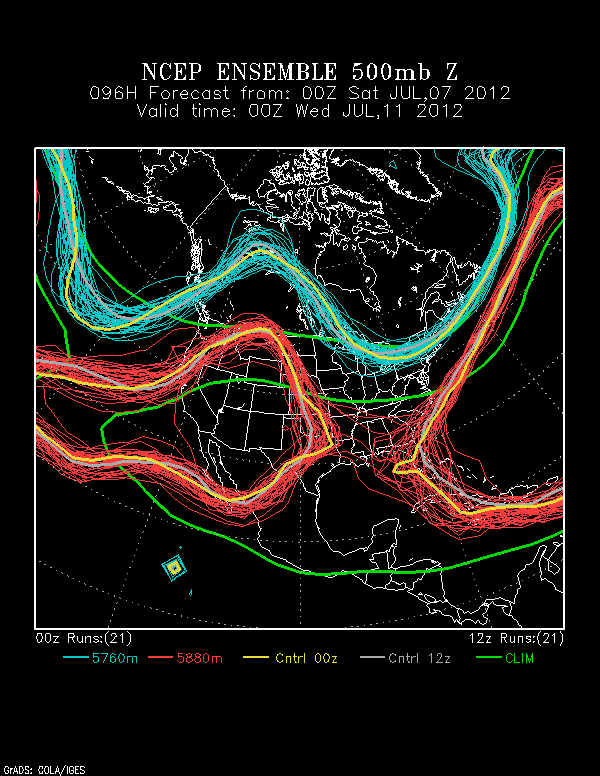 NCEP ENSEMBLE 500mb Z
096H Forecast from: 00Z Sat JUL,07 2012
Valid time: 00Z Wed JUL,11 2012
00z Runs:(21) 12z Runs:(21)
5760m 5880m Cntrl 00z Cntrl 12z CLIM
GrADS: COLA/IGES